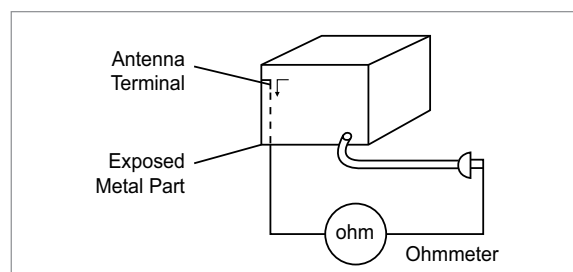 Antenna
Terminal
Exposed
Metal Part
ohm
Ohmmeter